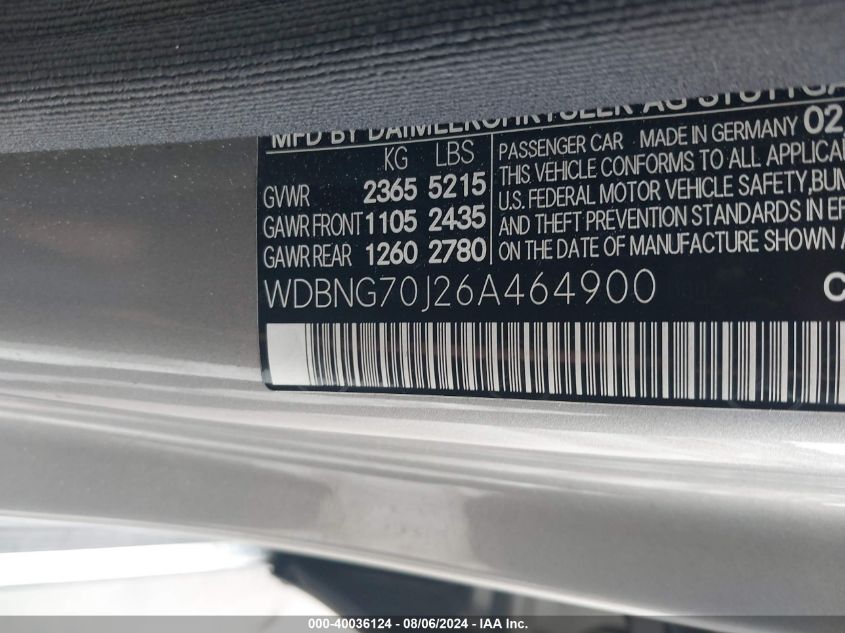 MFD BY DAIMLERCHRYSLER AG STUTTGA
KG LBS
GVWR 2365 5215
GAWR FRONT 1105 2435
GAWR REAR 1260 2780
PASSENGER CAR MADE IN GERMANY 02
THIS VEHICLE CONFORMS TO ALL APPLICA
U.S. FEDERAL MOTOR VEHICLE SAFETY,BUM
AND THEFT PREVENTION STANDARDS IN EF
ON THE DATE OF MANUFACTURE SHOWN A
WDBNG70J26A464900
C
000-40036124 - 08/06/2024 - IAA Inc.